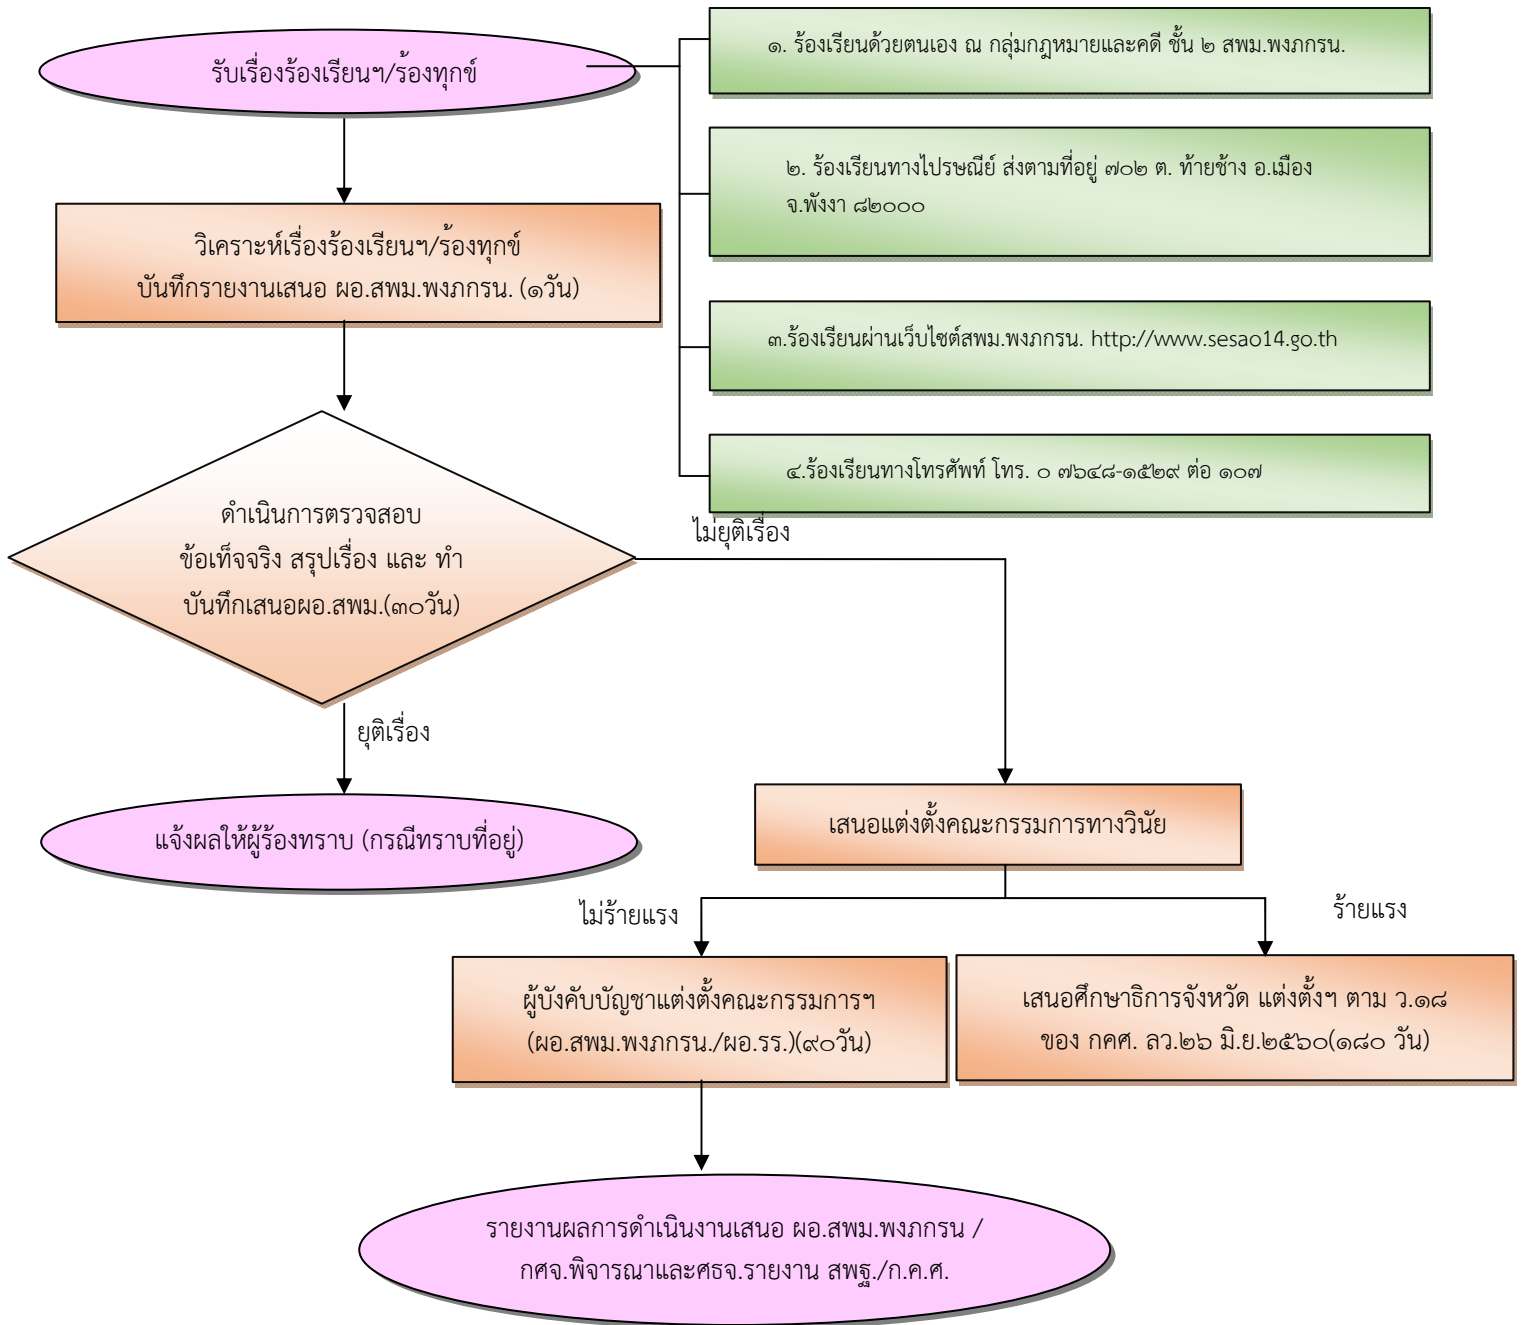 รับเรื่องร้องเรียนฯ/ร้องทุกข์
๑. ร้องเรียนด้วยตนเอง ณ กลุ่มกฎหมายและคดี ชั้น ๒ สพม.พงภกรน.
๒. ร้องเรียนทางไปรษณีย์ ส่งตามที่อยู่ ๗๐๒ ต. ท้ายช้าง อ.เมือง
จ.พังงา ๘๒๐๐๐
๓.ร้องเรียนผ่านเว็บไซต์สพม.พงภกรน. http://www.sesao14.go.th
๔.ร้องเรียนทางโทรศัพท์ โทร. ๐ ๗๖๔๘-๑๕๒๙ ต่อ ๑๐๗
วิเคราะห์เรื่องร้องเรียนฯ/ร้องทุกข์
บันทึกรายงานเสนอ ผอ.สพม.พงภกรน. (๑วัน)
ดำเนินการตรวจสอบ
ข้อเท็จจริง สรุปเรื่อง และ ทำ
บันทึกเสนอผอ.สพม.(๓๐วัน)
ไม่ยุติเรื่อง
ยุติเรื่อง
แจ้งผลให้ผู้ร้องทราบ (กรณีทราบที่อยู่)
เสนอแต่งตั้งคณะกรรมการทางวินัย
ไม่ร้ายแรง
ร้ายแรง
ผู้บังคับบัญชาแต่งตั้งคณะกรรมการฯ
(ผอ.สพม.พงภกรน./ผอ.รร.)(๙๐วัน)
เสนอศึกษาธิการจังหวัด แต่งตั้งฯ ตาม ว.๑๘
ของ กคศ. ลว.๒๖ มิ.ย.๒๕๖๐(๑๘๐ วัน)
รายงานผลการดำเนินงานเสนอ ผอ.สพม.พงภกรน /
กศจ.พิจารณาและศธจ.รายงาน สพฐ./ก.ค.ศ.